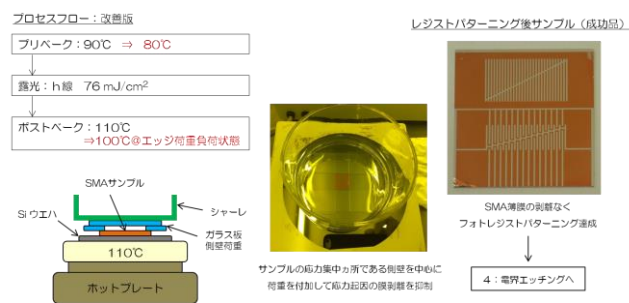 プロセスフロー：改善版
プリベーク：90℃ ⇒ 80℃
露光：h線 76 mJ/cm²
ポストベーク：110℃
⇒100℃@エッジ荷重負荷状態
SMAサンプル
Si ウエハ
シャーレ
ガラス板
側壁荷重
110℃
ホットプレート
サンプルの応力集中ヵ所である側壁を中心に
荷重を付加して応力起因の膜剥離を抑制
レジストパターニング後サンプル（成功品）
SMA薄膜の剥離なく
フォトレジストパターニング達成
4：電界エッチングへ